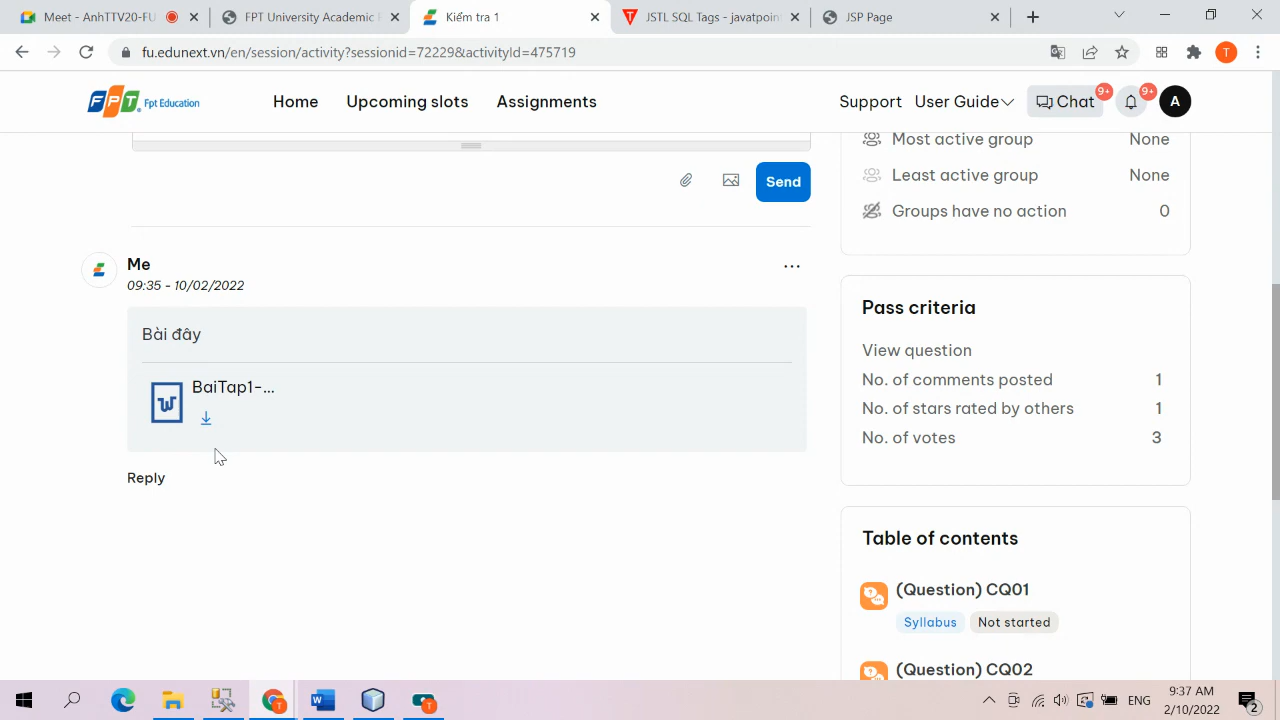 Meet - AnhTTV20-FU
FPT University Academic
Kiểm tra 1
JSTL SQL Tags - javatpoin
JSP Page
fu.edunext.vn/en/session/activity?sessionid=72229&activityId=475719
T
FPT Fpt Education
Home
Upcoming slots
Assignments
Support
User Guide
Chat
9+
9+
A
Most active group None
Least active group None
Groups have no action 0
Send
Me
09:35 - 10/02/2022
Bài đây
BaiTap1-...
Reply
Pass criteria
View question
No. of comments posted 1
No. of stars rated by others 1
No. of votes 3
Table of contents
(Question) CQ01
Syllabus Not started
(Question) CQ02
ENG
9:37 AM
2/10/2022
2